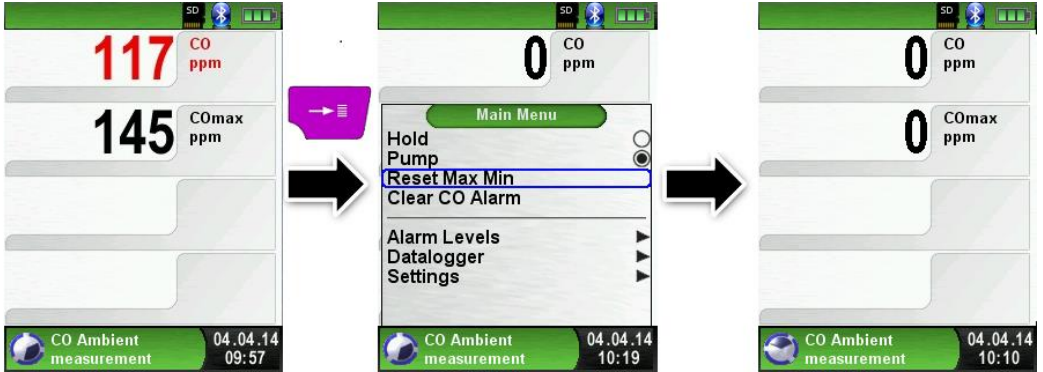 SD
117
CO
ppm
145
COmax
ppm
CO Ambient
measurement
04.04.14
09:57
SD
0
CO
ppm
Main Menu
Hold
Pump
Reset Max Min
Clear CO Alarm
Alarm Levels
Datalogger
Settings
CO Ambient
measurement
04.04.14
10:19
SD
0
CO
ppm
0
COmax
ppm
CO Ambient
measurement
04.04.14
10:10